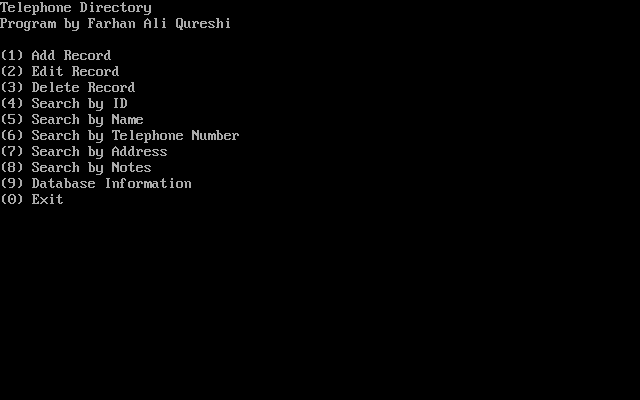 Telephone Directory
Program by Farhan Ali Qureshi
(1) Add Record
(2) Edit Record
(3) Delete Record
(4) Search by ID
(5) Search by Name
(6) Search by Telephone Number
(7) Search by Address
(8) Search by Notes
(9) Database Information
(0) Exit